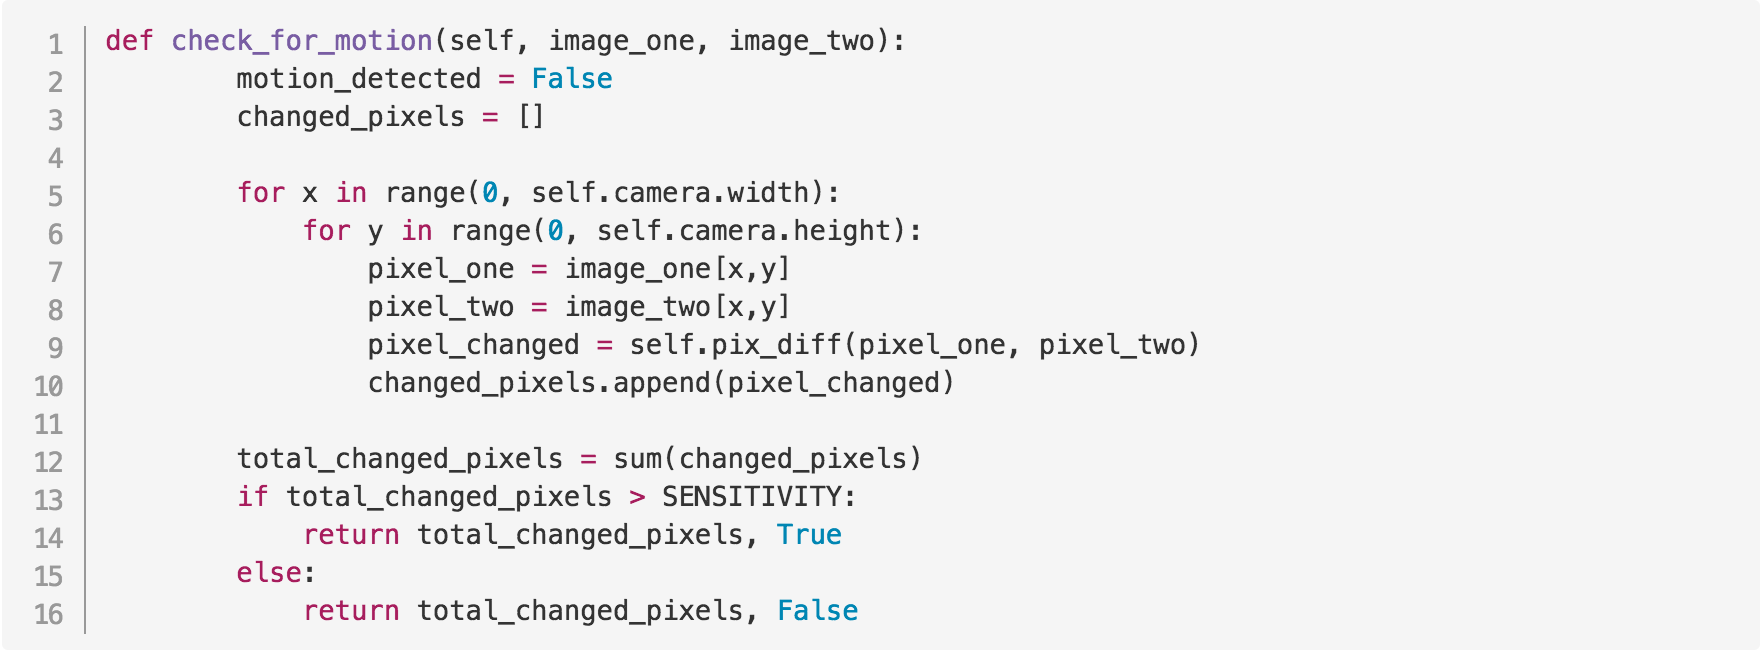 1 def check_for_motion(self, image_one, image_two):
2         motion_detected = False
3         changed_pixels = []
4
5         for x in range(0, self.camera.width):
6             for y in range(0, self.camera.height):
7                 pixel_one = image_one[x,y]
8                 pixel_two = image_two[x,y]
9                 pixel_changed = self.pix_diff(pixel_one, pixel_two)
10                 changed_pixels.append(pixel_changed)
11
12         total_changed_pixels = sum(changed_pixels)
13         if total_changed_pixels > SENSITIVITY:
14             return total_changed_pixels, True
15         else:
16             return total_changed_pixels, False